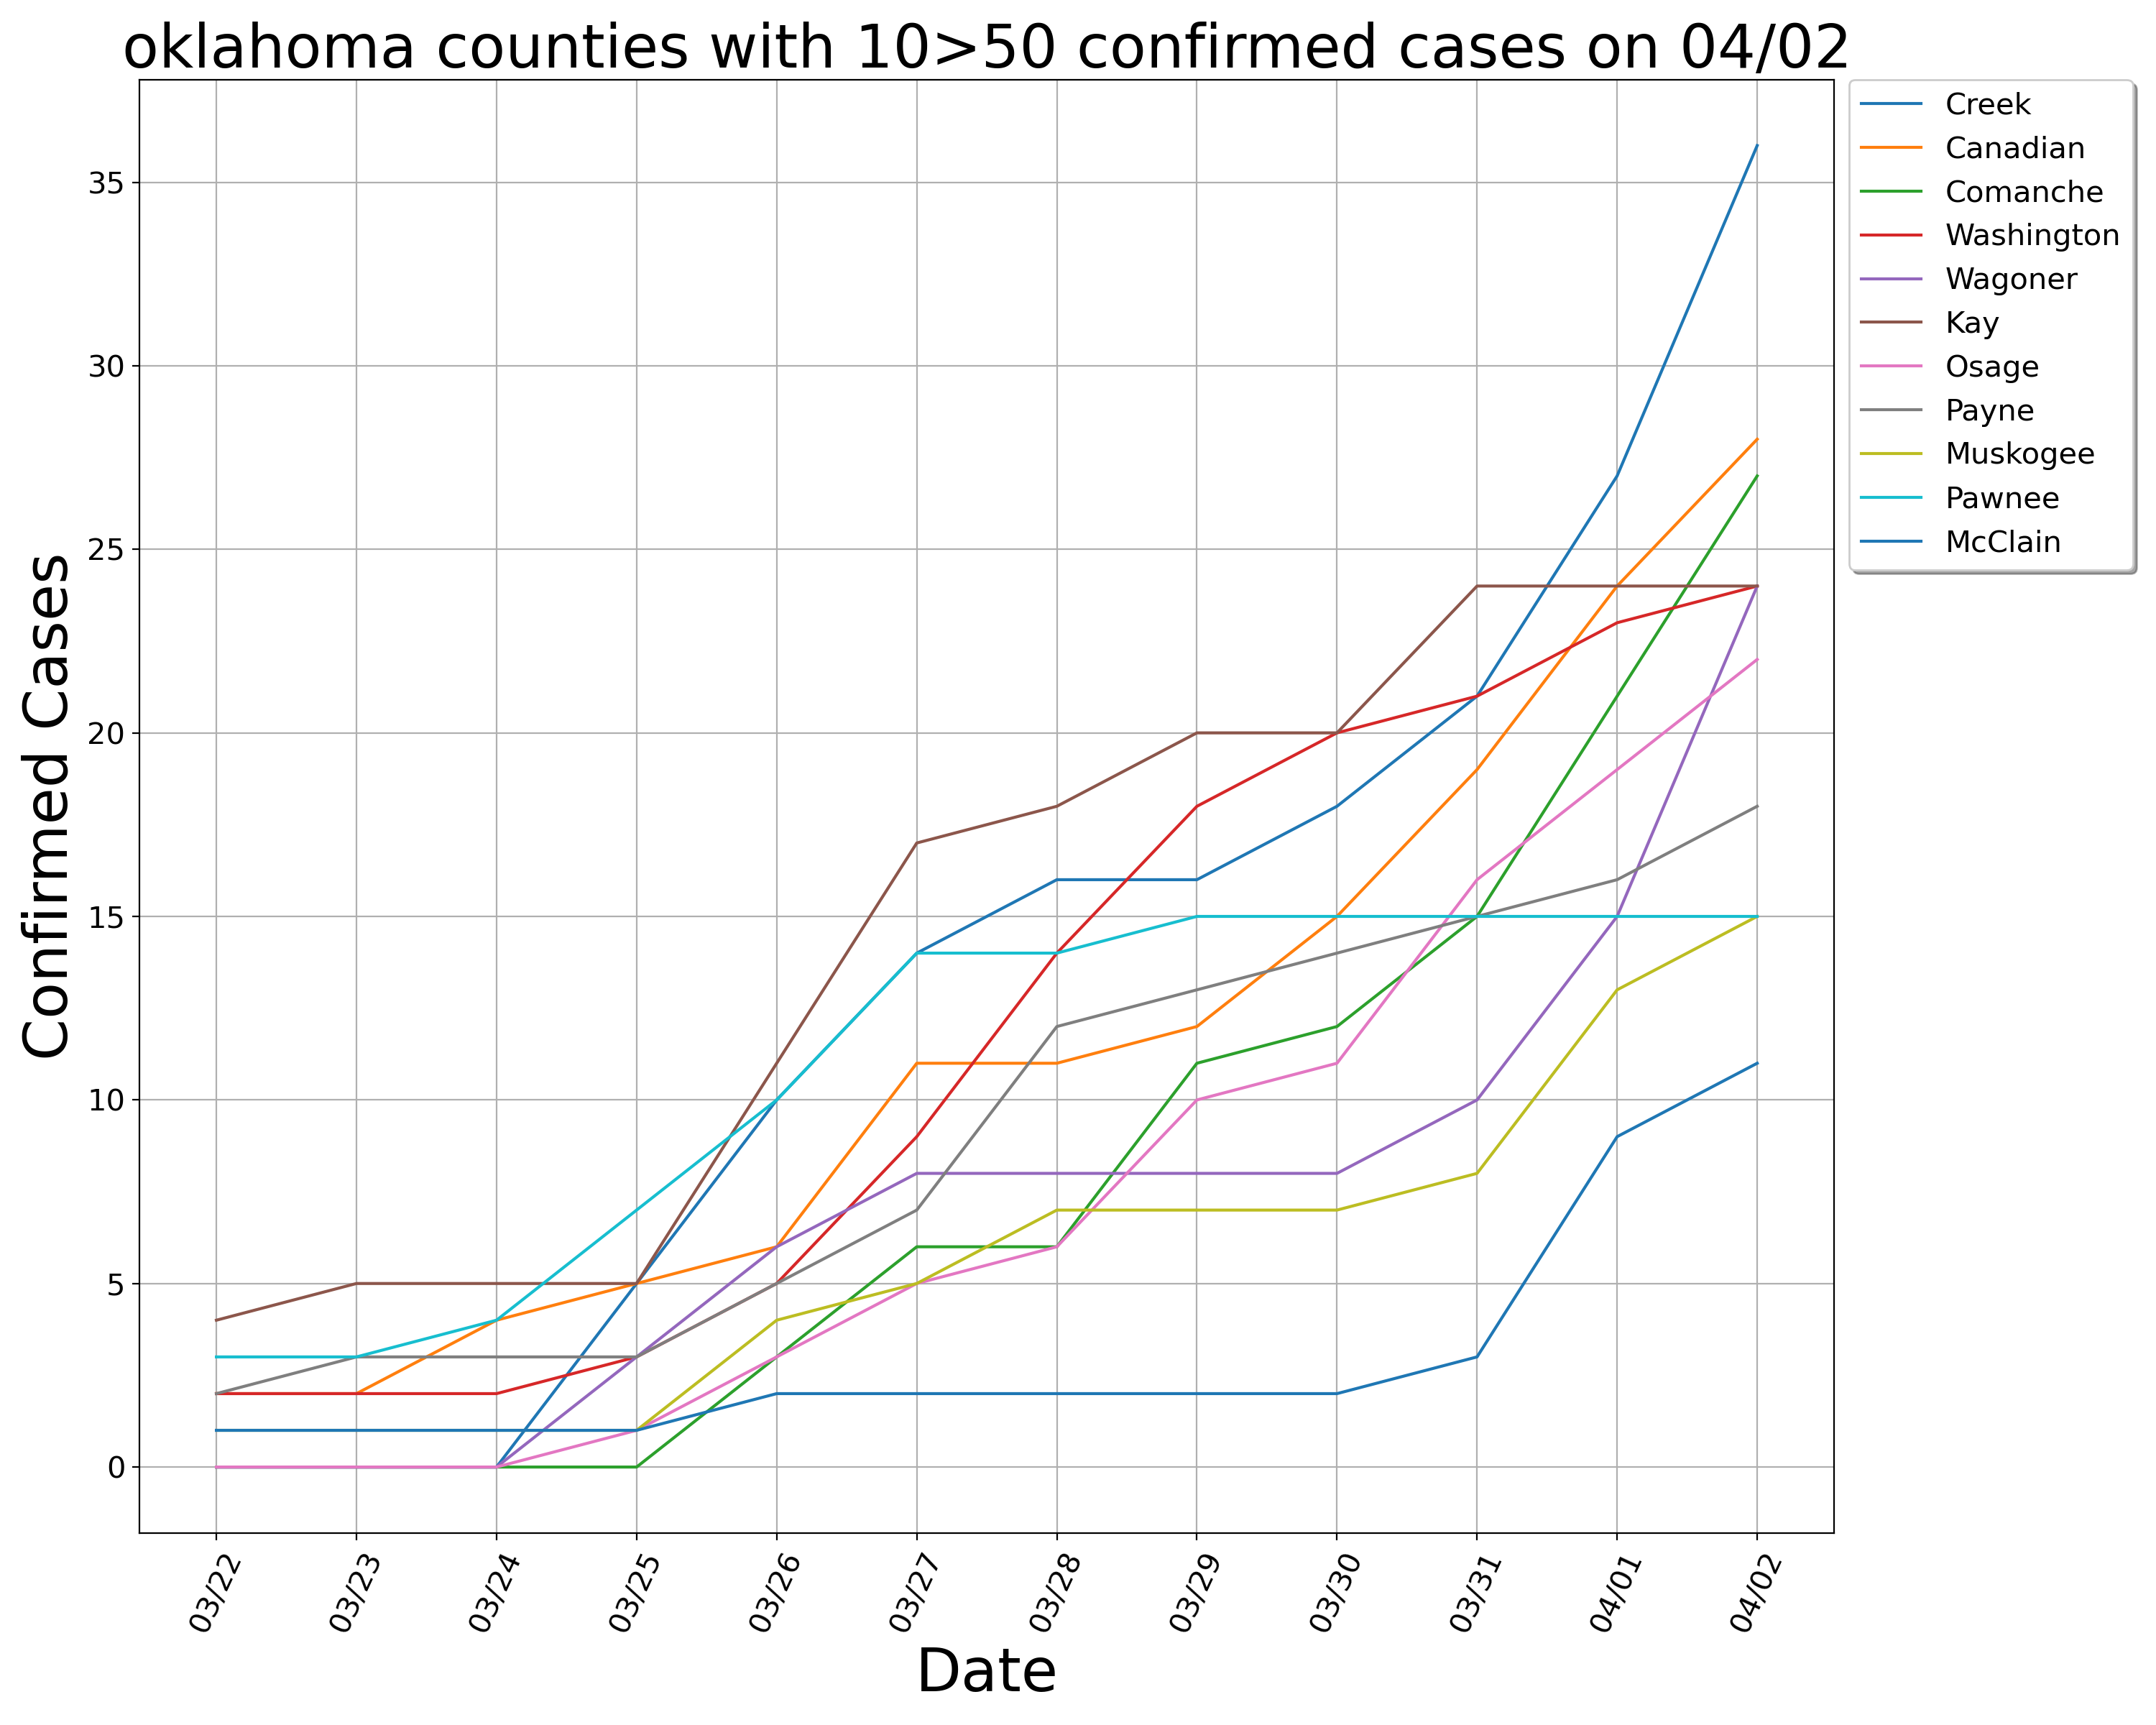 oklahoma counties with 10>50 confirmed cases on 04/02
Creek
Canadian
Comanche
Washington
Wagoner
Kay
Osage
Payne
Muskogee
Pawnee
McClain
Confirmed Cases
35
30
25
20
15
10
5
0
03/22
03/23
03/24
03/25
03/26
03/27
03/28
03/29
03/30
03/31
04/01
04/02
Date